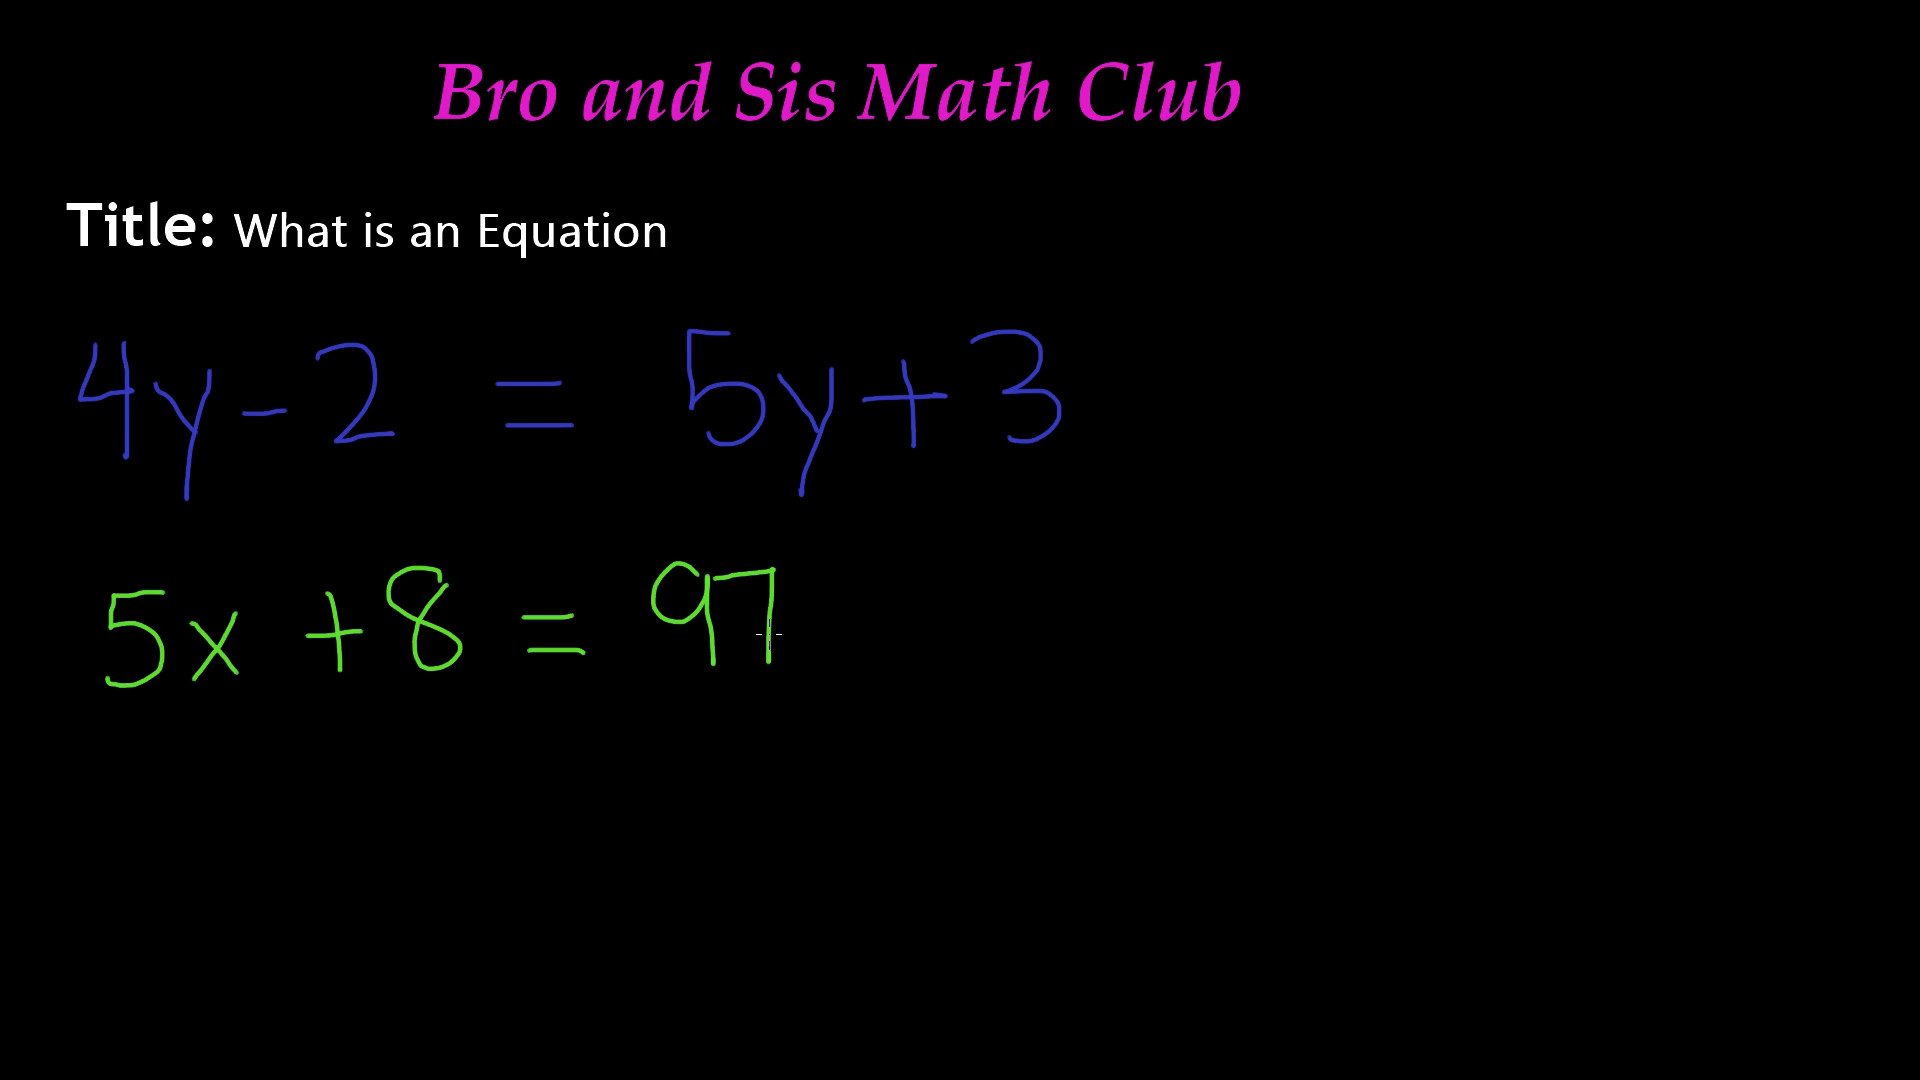 Bro and Sis Math Club
Title: What is an Equation
4y - 2 = 5y + 3
5x + 8 = 97